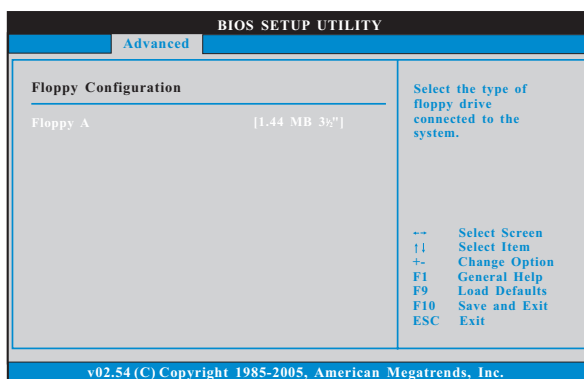 BIOS SETUP UTILITY
Advanced
Floppy Configuration
Floppy A [1.44 MB 3½"]
Select the type of
floppy drive
connected to the
system.
←→ Select Screen
↑↓ Select Item
+- Change Option
F1 General Help
F9 Load Defaults
F10 Save and Exit
ESC Exit
v02.54 (C) Copyright 1985-2005, American Megatrends, Inc.